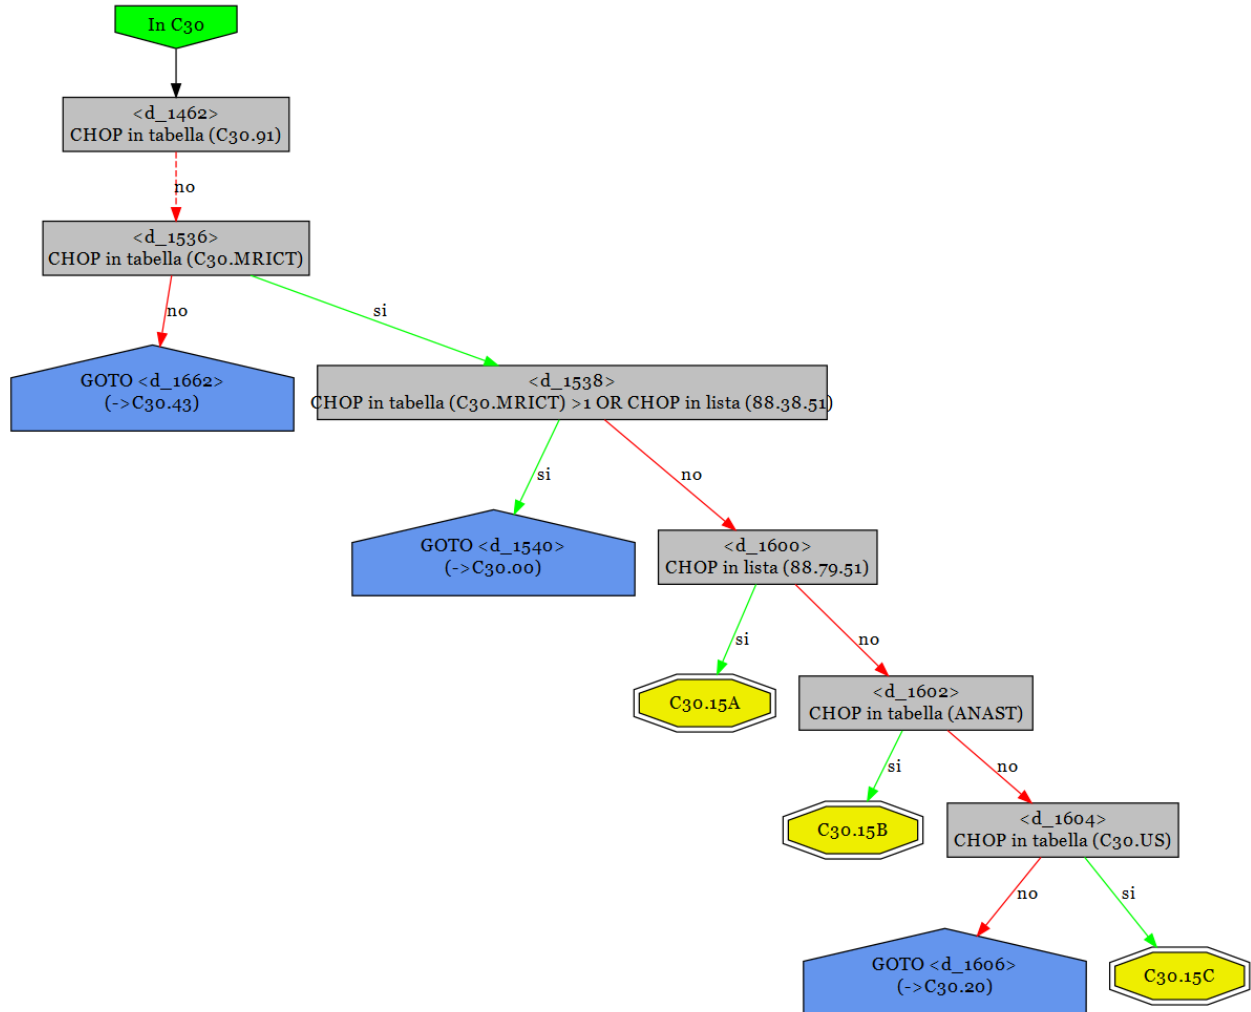 In C30
<d_1462>
CHOP in tabella (C30.91)
no
<d_1536>
CHOP in tabella (C30.MRICT)
no
si
GOTO <d_1662>
(->C30.43)
<d_1538>
CHOP in tabella (C30.MRICT) >1 OR CHOP in lista (88.38.51)
si
no
GOTO <d_1540>
(->C30.00)
<d_1600>
CHOP in lista (88.79.51)
si
no
C30.15A
<d_1602>
CHOP in tabella (ANAST)
si
no
C30.15B
<d_1604>
CHOP in tabella (C30.US)
no
si
GOTO <d_1606>
(->C30.20)
C30.15C